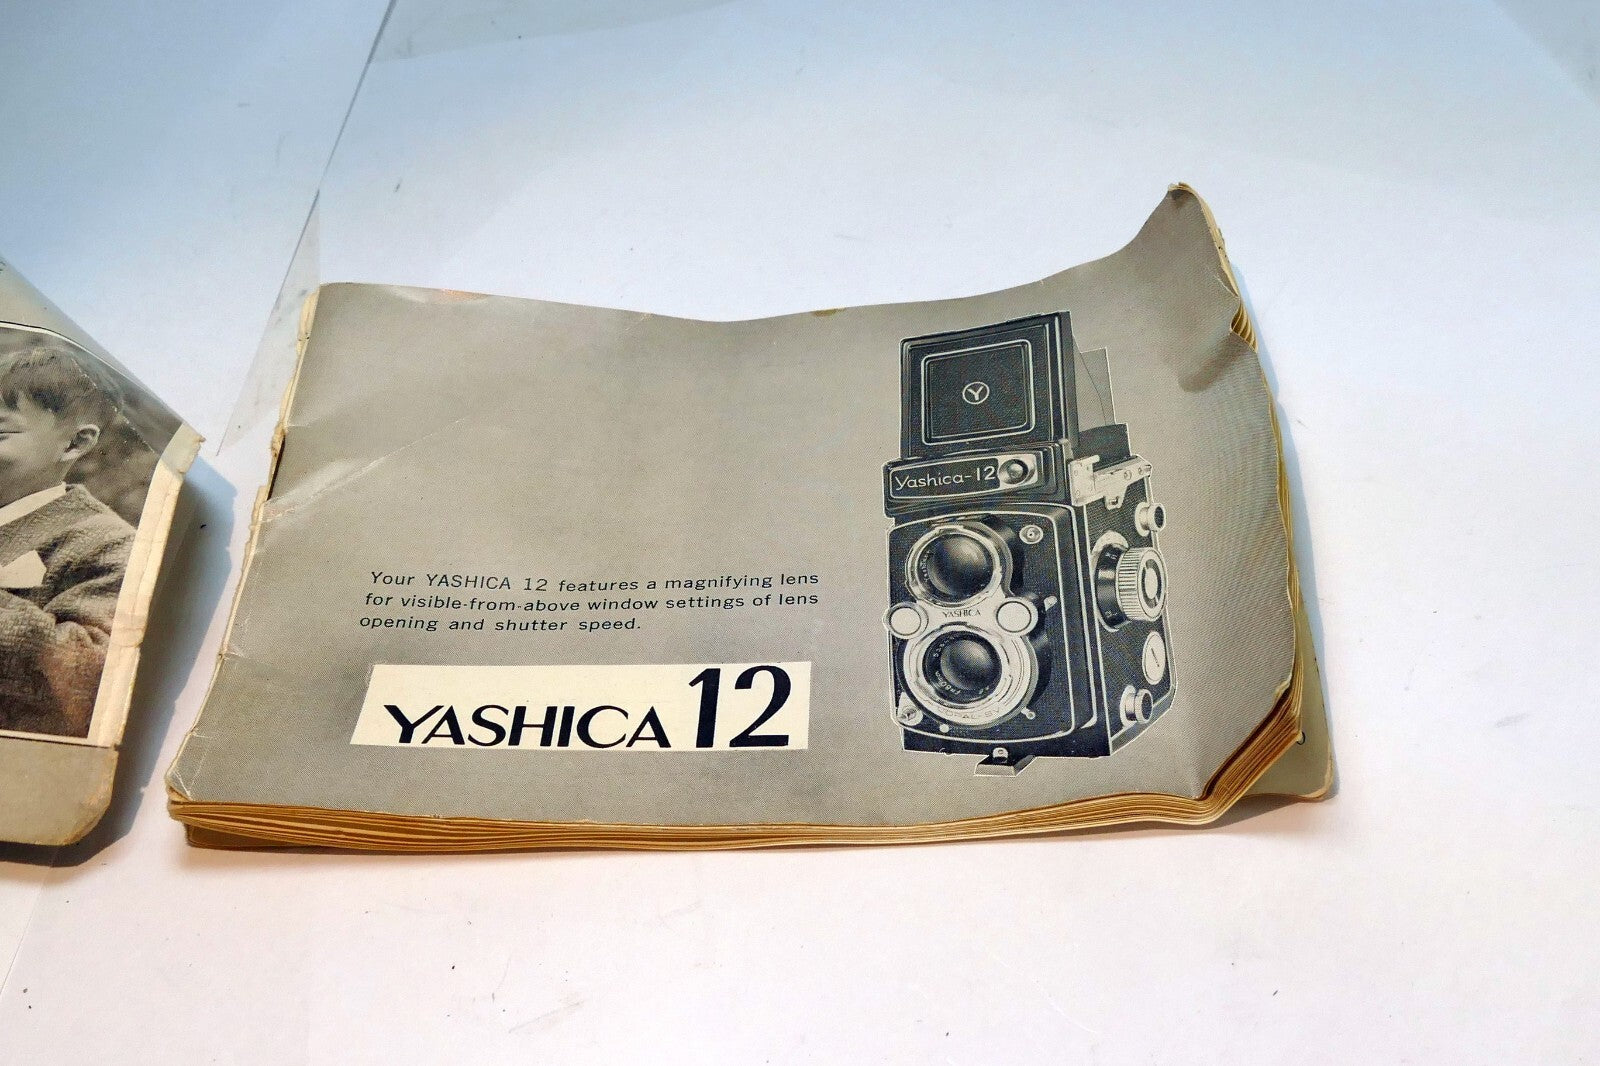 Your YASHICA 12 features a magnifying lens
for visible-from-above window settings of lens
opening and shutter speed.
YASHICA 12
Y
Yashica-12
YASHICA